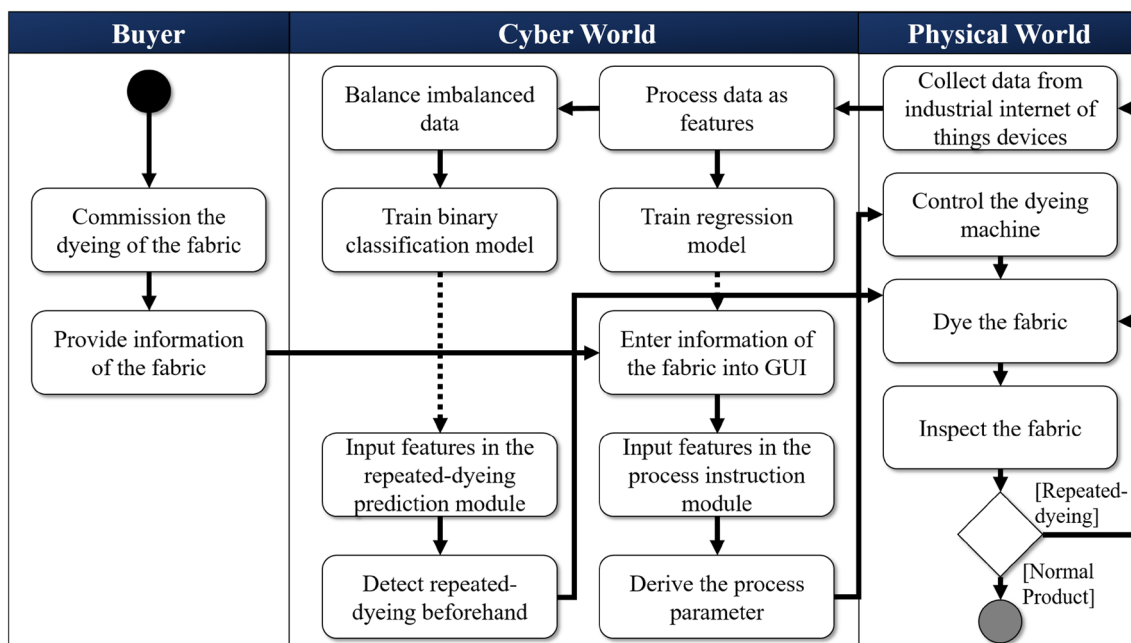 Buyer
Cyber World
Physical World
Balance imbalanced
data
Process data as
features
Collect data from
industrial internet of
things devices
Commission the
dyeing of the fabric
Train binary
classification model
Train regression
model
Control the dyeing
machine
Provide information
of the fabric
Enter information of
the fabric into GUI
Dye the fabric
Input features in the
repeated-dyeing
prediction module
Input features in the
process instruction
module
Inspect the fabric
[Repeated-
dyeing]
Detect repeated-
dyeing beforehand
Derive the process
parameter
[Normal
Product]